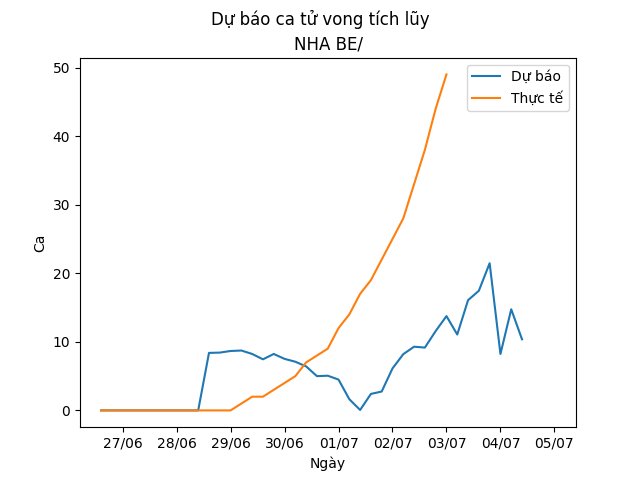 Dự báo ca tử vong tích lũy
NHA BE/
Dự báo
Thực tế
50
40
30
20
10
0
Ca
27/06 28/06 29/06 30/06 01/07 02/07 03/07 04/07 05/07
Ngày